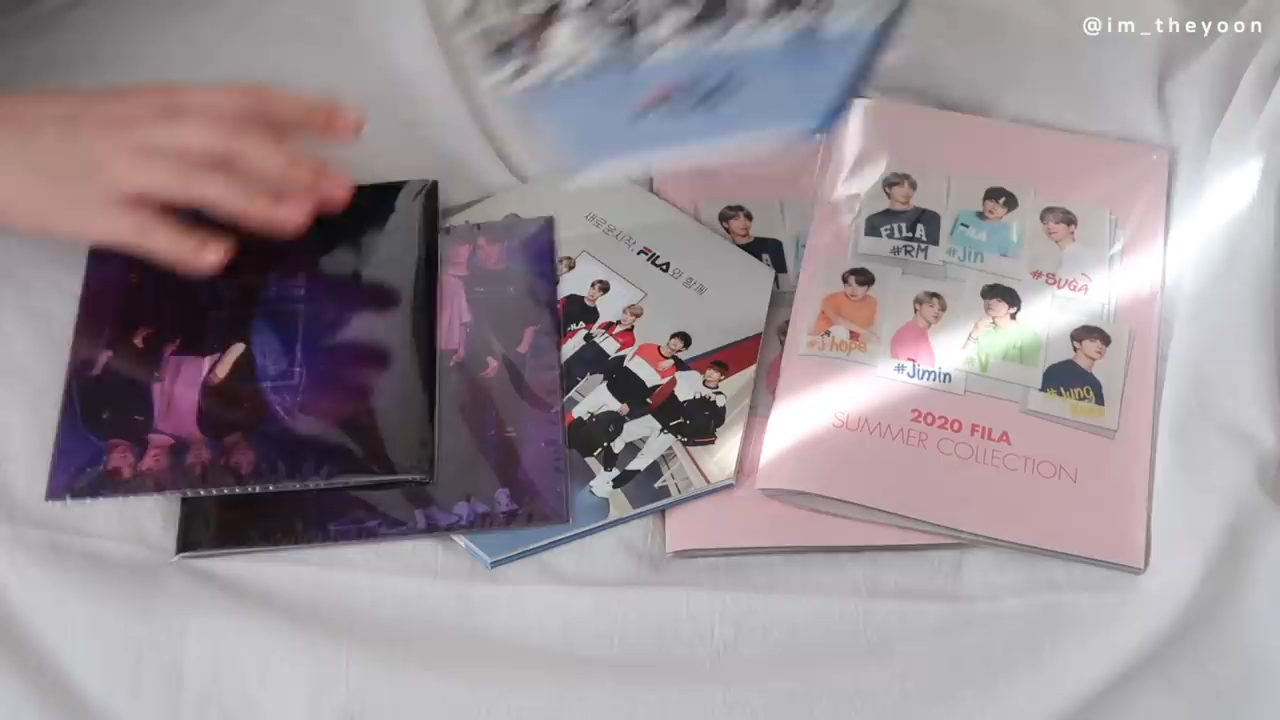 @im_theyoon
새로운시작, FILA와 함께
FILA
#RM
#Jin
#SUGA
#J-hope
#Jimin
#V
#Jung
2020 FILA
SUMMER COLLECTION